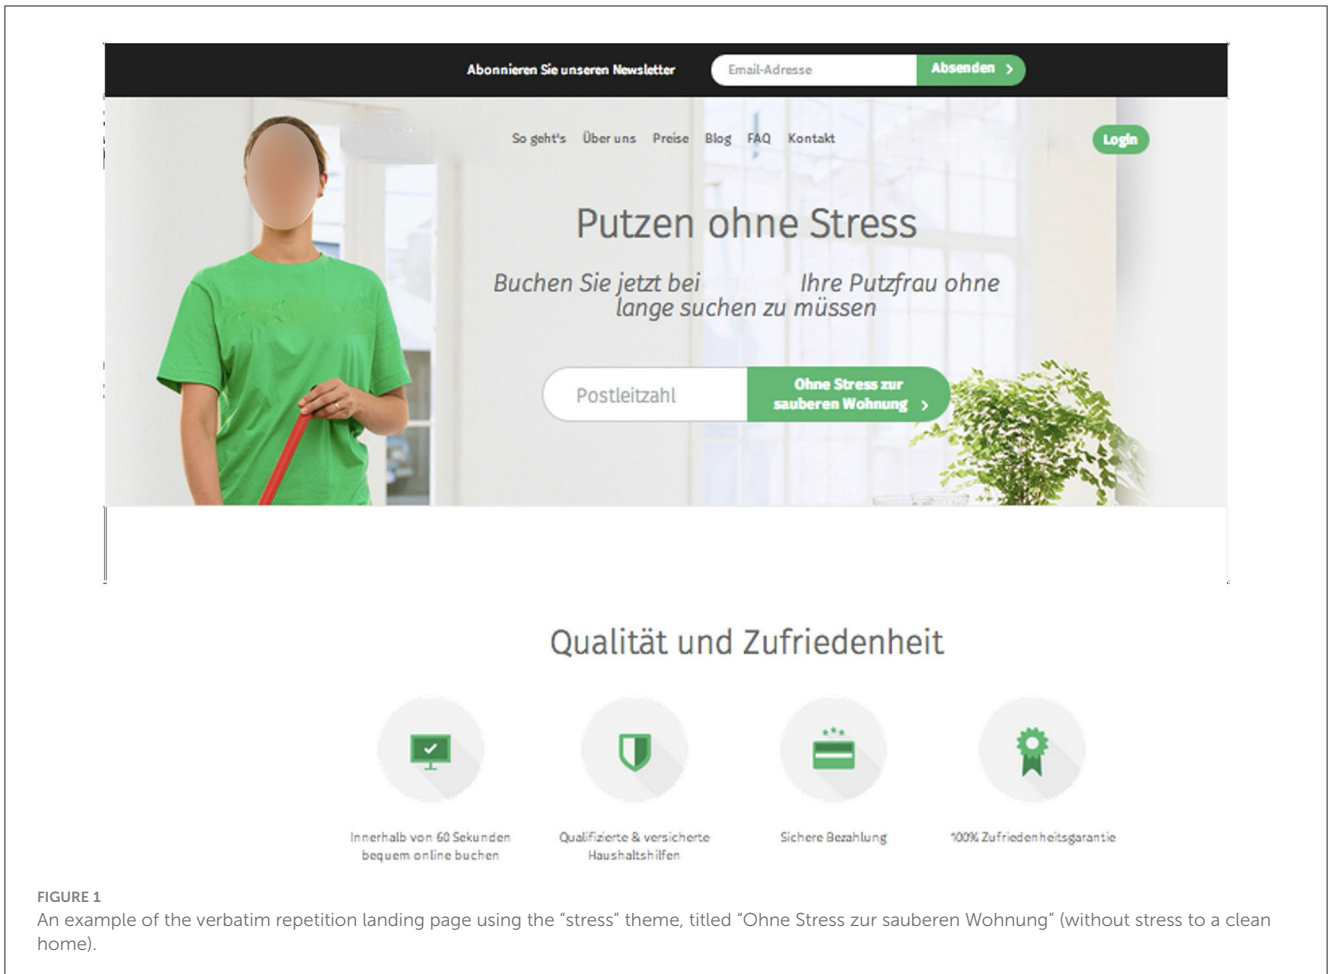 Abonnieren Sie unseren Newsletter
Email-Adresse
Absenden
So geht's Über uns Preise Blog FAQ Kontakt
Login
Putzen ohne Stress
Buchen Sie jetzt bei Ihre Putzfrau ohne
lange suchen zu müssen
Postleitzahl
Ohne Stress zur
sauberen Wohnung
Qualität und Zufriedenheit
Innerhalb von 60 Sekunden
bequem online buchen
Qualifizierte & versicherte
Haushaltshilfen
Sichere Bezahlung
100% Zufriedenheitsgarantie
FIGURE 1
An example of the verbatim repetition landing page using the “stress” theme, titled “Ohne Stress zur sauberen Wohnung” (without stress to a clean
home).